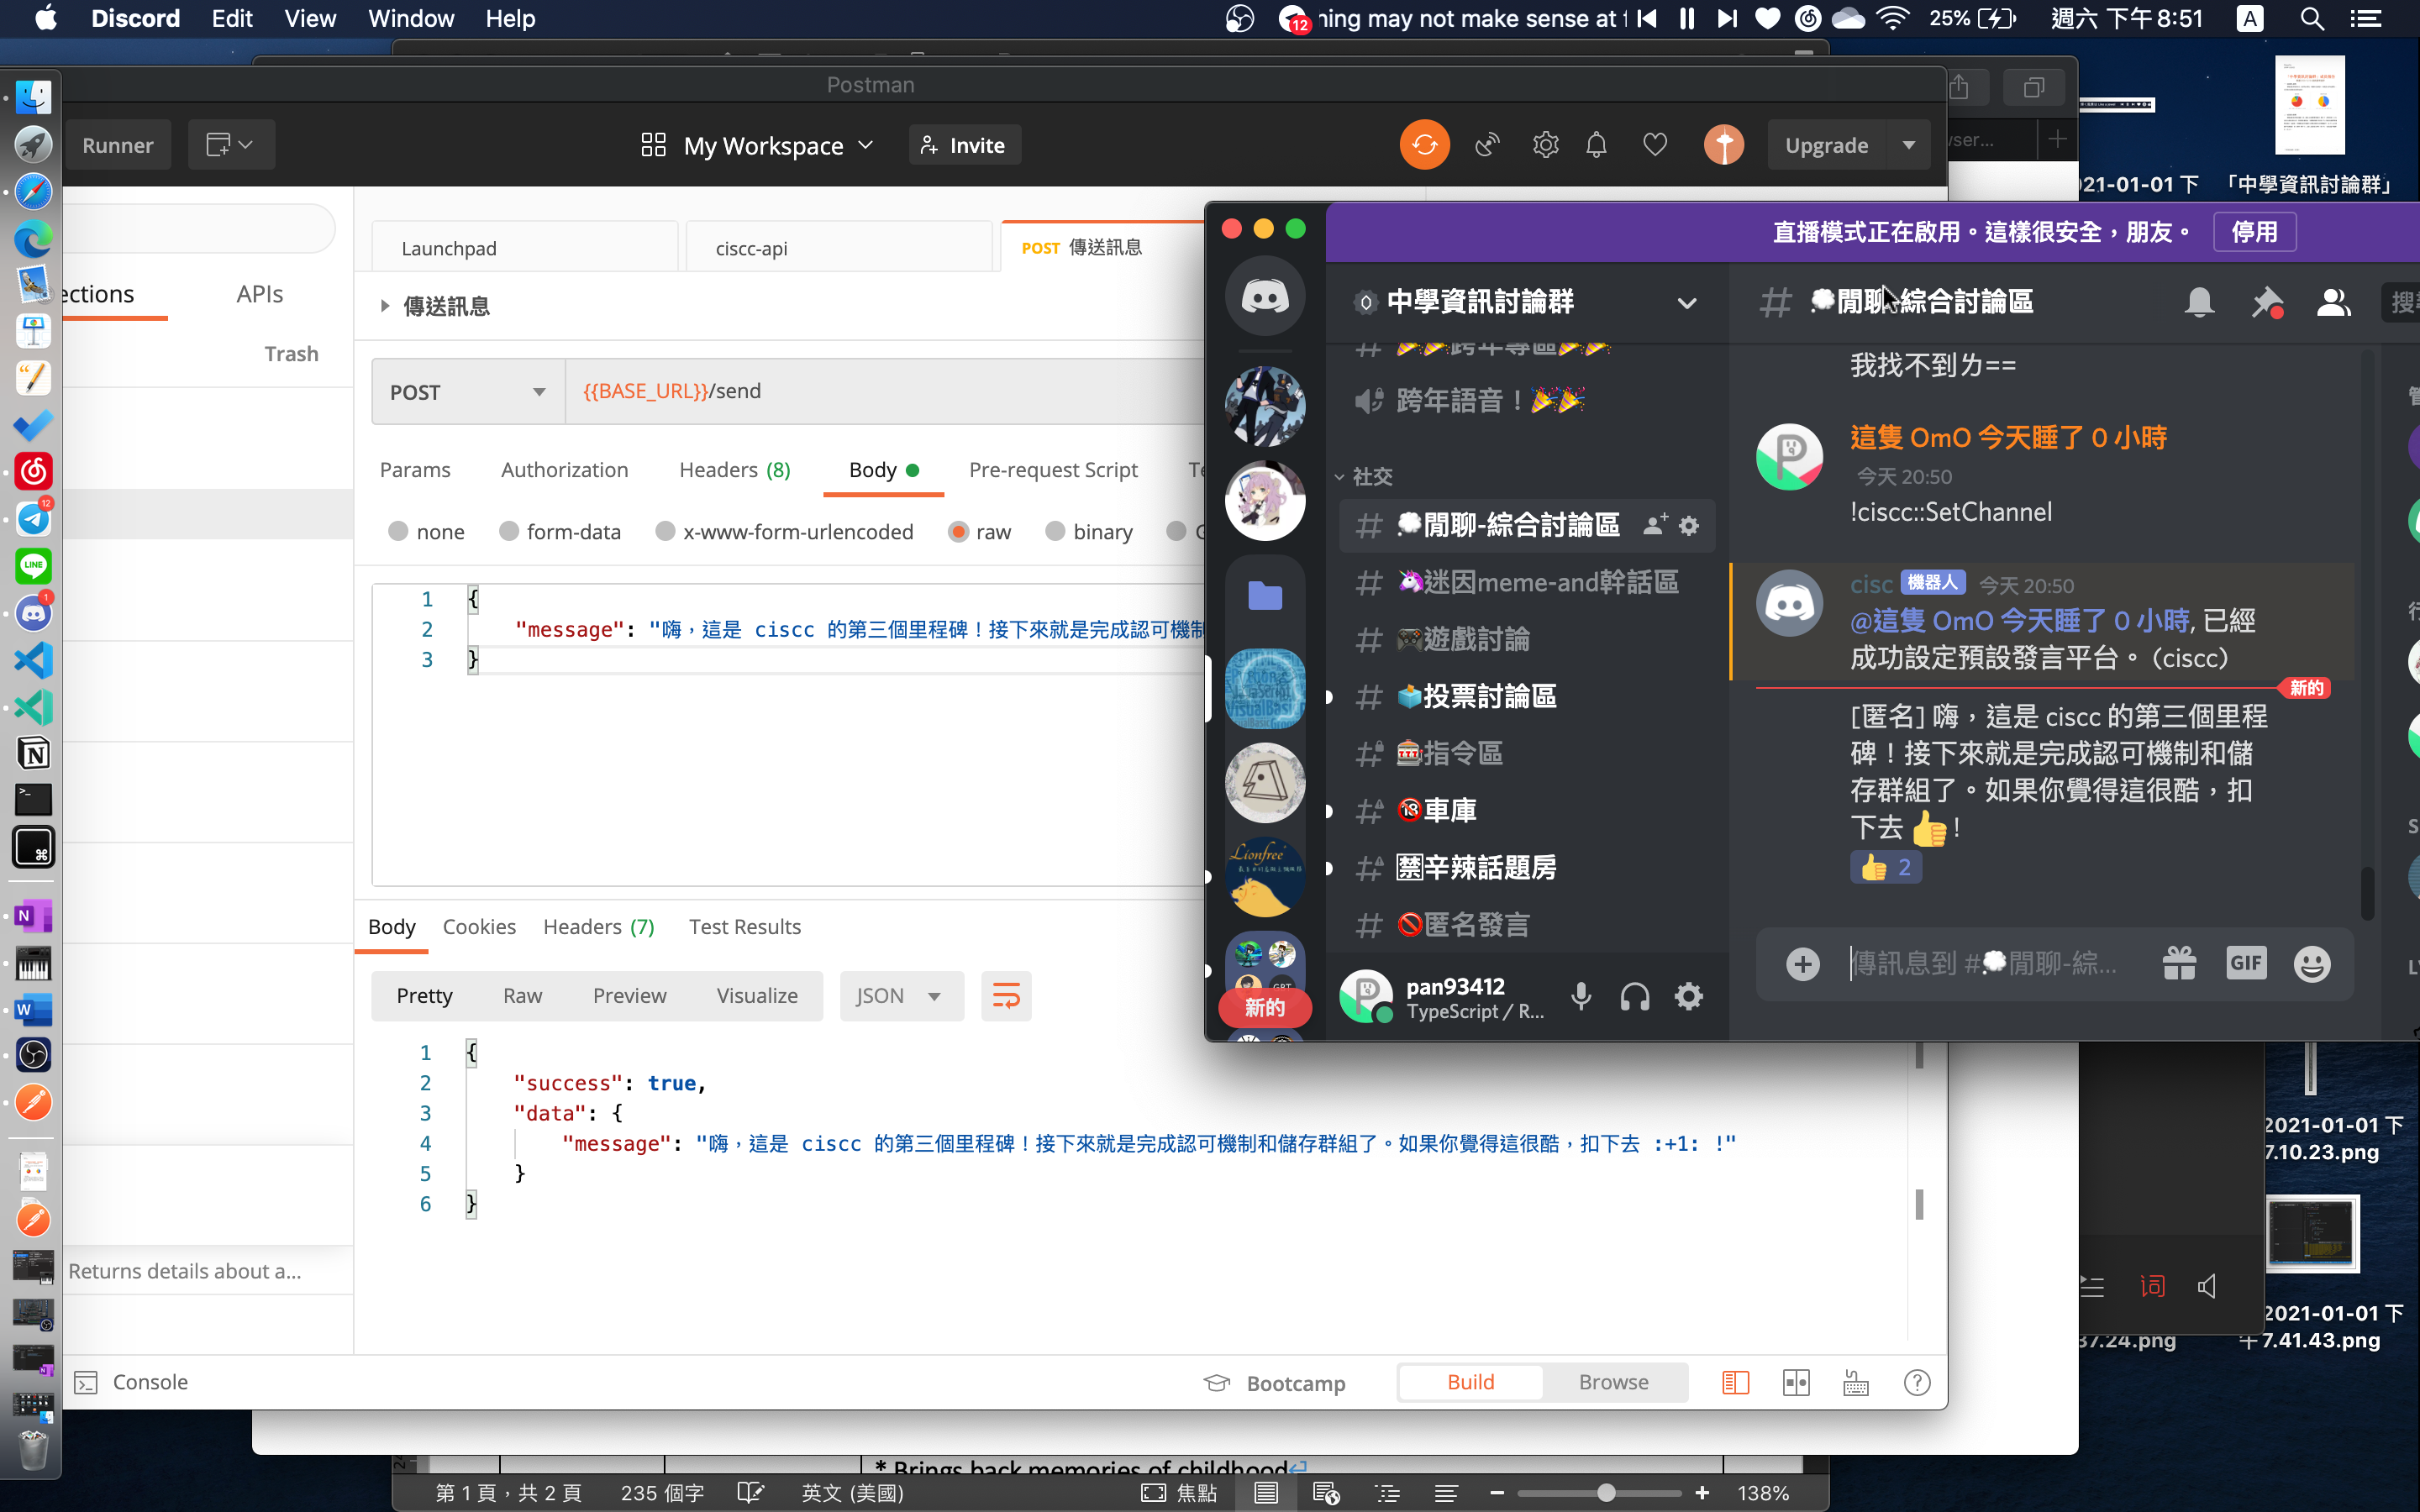 Discord Edit View Window Help
12 ning may not make sense at 25% 週六 下午8:51 A
Postman
Runner
My Workspace
Invite
Upgrade
21-01-01 下
「中學資訊討論群」
Launchpad
ciscc-api
POST 傳送訊息
ections
APIs
Trash
傳送訊息
POST
{{BASE_URL}}/send
Params Authorization Headers (8) Body Pre-request Script
none form-data x-www-form-urlencoded raw binary
1 {
2 "message": "嗨，這是 ciscc 的第三個里程碑！接下來就是完成認可機制
3 }
Body Cookies Headers (7) Test Results
Pretty Raw Preview Visualize JSON
1 {
2 "success": true,
3 "data": {
4 "message": "嗨，這是 ciscc 的第三個里程碑！接下來就是完成認可機制和儲存群組了。如果你覺得這很酷，扣下去 :+1: !"
5 }
6 }
Returns details about a...
Console
Bootcamp
Build
Browse
直播模式正在啟用。這樣很安全，朋友。 停用
中學資訊討論群
# 💭閒聊-綜合討論區
🎉🎉跨年專區🎉🎉
跨年語音！🎉🎉
社交
# 💭閒聊-綜合討論區
# 🦄迷因meme-and幹話區
# 🎮遊戲討論
# 🗳投票討論區
# 🎰指令區
# 🔞車庫
# 🈲辛辣話題房
# 🚫匿名發言
新的
pan93412
TypeScript / R...
我找不到ㄌ==
這隻 OmO 今天睡了 0 小時
今天 20:50
!ciscc::SetChannel
cisc 機器人 今天 20:50
@這隻 OmO 今天睡了 0 小時, 已經
成功設定預設發言平台。(ciscc)
新的
[匿名] 嗨，這是 ciscc 的第三個里程
碑！接下來就是完成認可機制和儲
存群組了。如果你覺得這很酷，扣
下去 👍!
👍 2
傳訊息到 #💭閒聊-綜...
GIF
2021-01-01 下
7.10.23.png
2021-01-01 下
37.24.png
午7.41.43.png
词
* Brings back memories of childhood
第 1 頁，共 2 頁 235 個字 英文 (美國) 焦點 138%